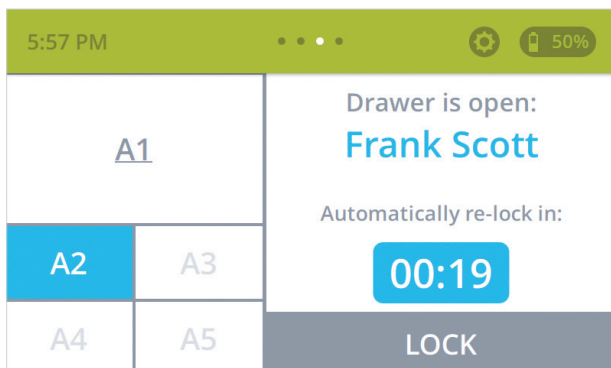 5:57 PM
50%
A1
A2 A3
A4 A5
Drawer is open:
Frank Scott
Automatically re-lock in:
00:19
LOCK